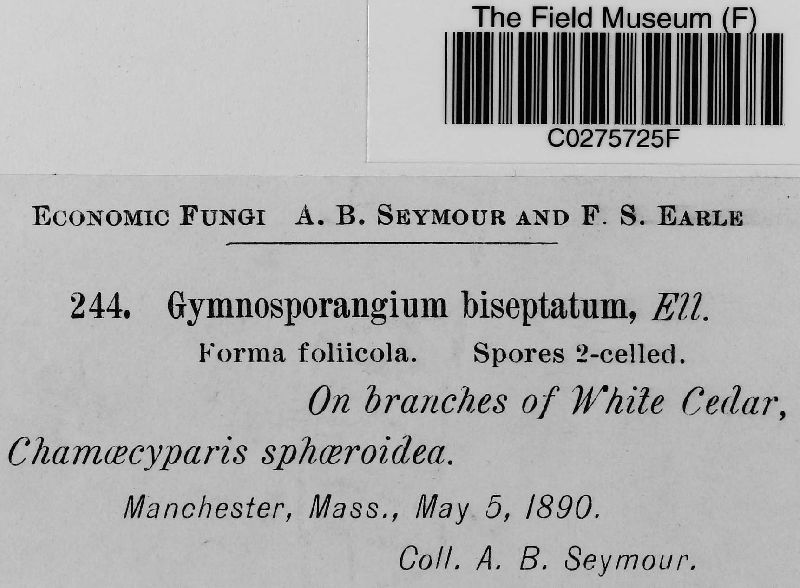 The Field Museum (F)
C0275725F
Economic Fungi A. B. Seymour and F. S. Earle
244. Gymnosporangium biseptatum, Ell.
Forma foliicola. Spores 2-celled.
On branches of White Cedar,
Chamæcyparis sphæroidea.
Manchester, Mass., May 5, 1890.
Coll. A. B. Seymour.